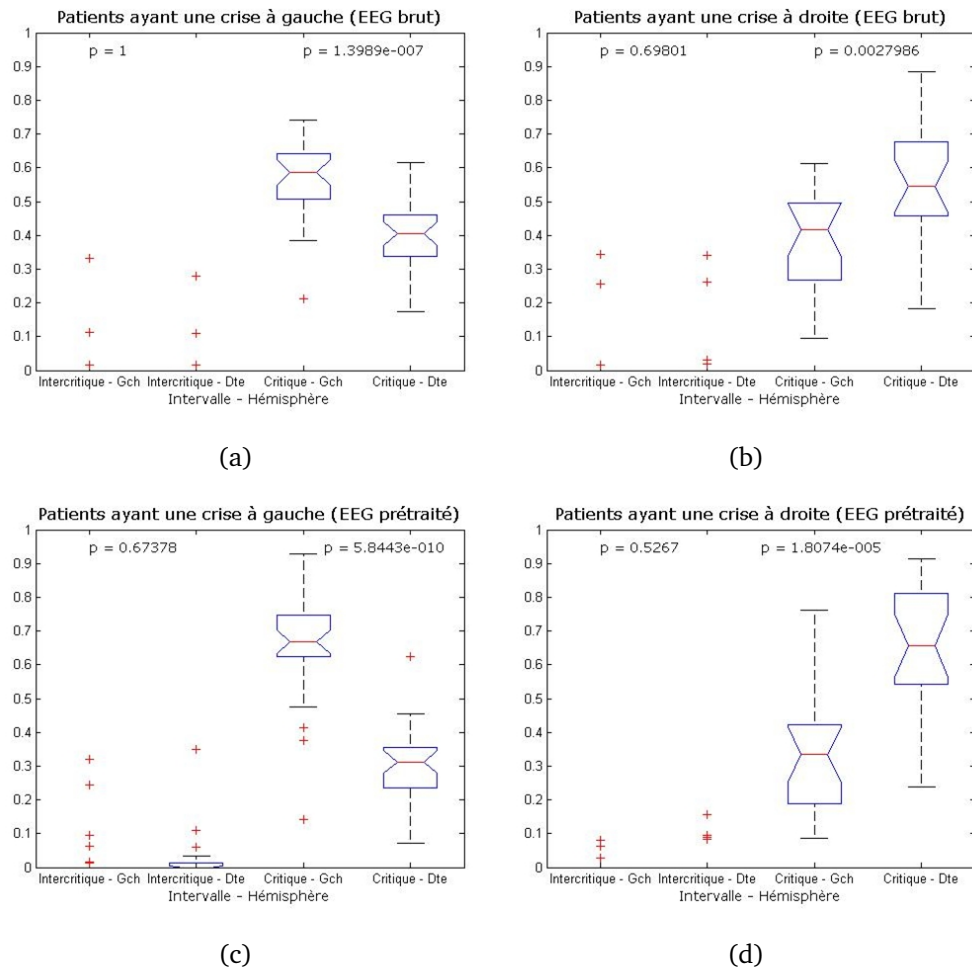 Patients ayant une crise à gauche (EEG brut)
p = 1
p = 1.3989e-007
1
0.9
0.8
0.7
0.6
0.5
0.4
0.3
0.2
0.1
0
Intercritique - Gch Intercritique - Dte Critique - Gch Critique - Dte
Intervalle - Hémisphère
(a)
Patients ayant une crise à droite (EEG brut)
p = 0.69801
p = 0.0027986
1
0.9
0.8
0.7
0.6
0.5
0.4
0.3
0.2
0.1
0
Intercritique - Gch Intercritique - Dte Critique - Gch Critique - Dte
Intervalle - Hémisphère
(b)
Patients ayant une crise à gauche (EEG prétraité)
p = 0.67378
p = 5.8443e-010
1
0.9
0.8
0.7
0.6
0.5
0.4
0.3
0.2
0.1
0
Intercritique - Gch Intercritique - Dte Critique - Gch Critique - Dte
Intervalle - Hémisphère
(c)
Patients ayant une crise à droite (EEG prétraité)
p = 0.5267
p = 1.8074e-005
1
0.9
0.8
0.7
0.6
0.5
0.4
0.3
0.2
0.1
0
Intercritique - Gch Intercritique - Dte Critique - Gch Critique - Dte
Intervalle - Hémisphère
(d)